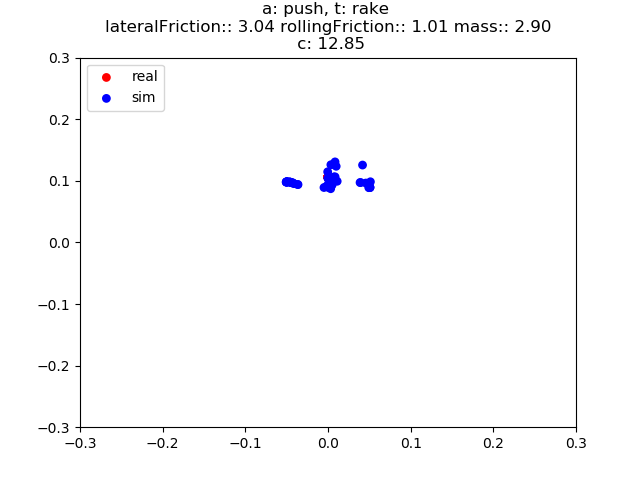 a: push, t: rake
lateralFriction:: 3.04 rollingFriction:: 1.01 mass:: 2.90
c: 12.85
real
sim
0.3
0.2
0.1
0.0
−0.1
−0.2
−0.3
−0.3 −0.2 −0.1 0.0 0.1 0.2 0.3